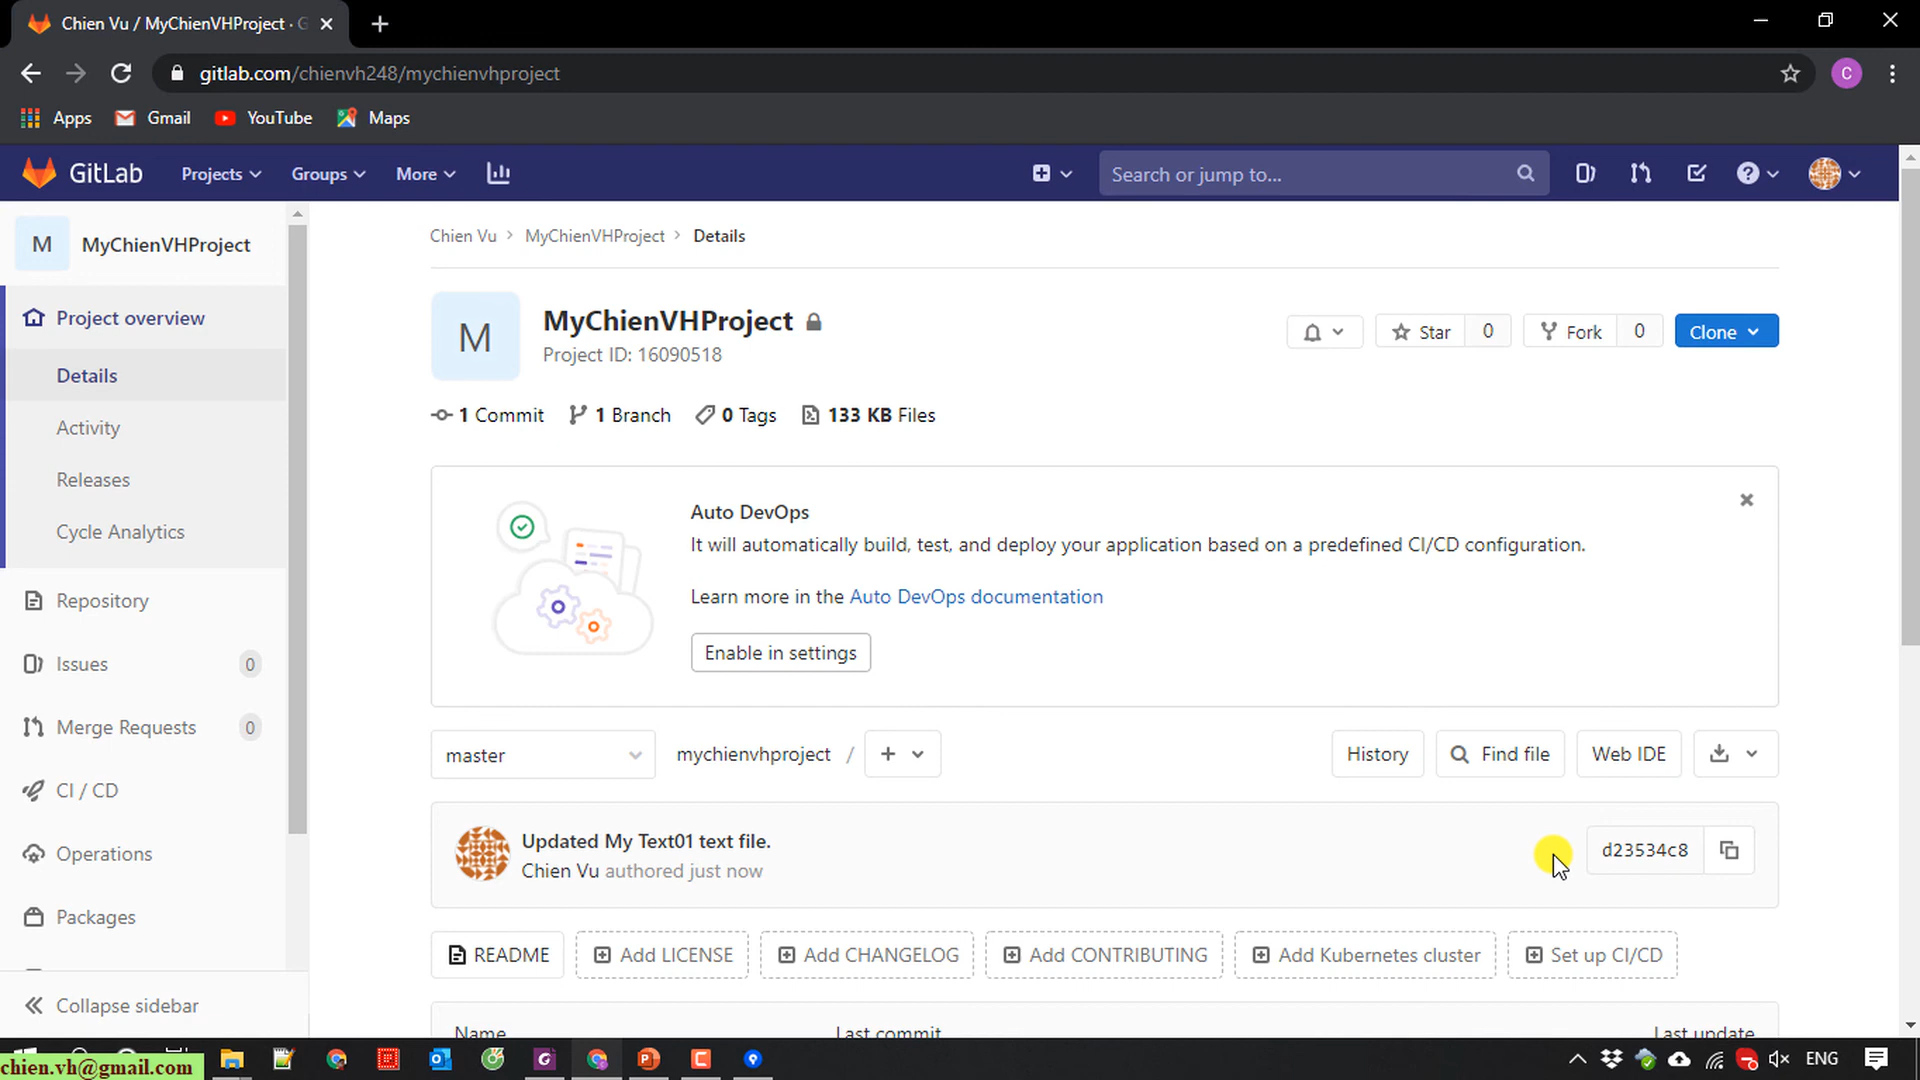 Chien Vu / MyChienVHProject · G
gitlab.com/chienvh248/mychienvhproject
C
Apps
Gmail
YouTube
Maps
GitLab
Projects
Groups
More
Search or jump to...
M
MyChienVHProject
Project overview
Details
Activity
Releases
Cycle Analytics
Repository
Issues 0
Merge Requests 0
CI / CD
Operations
Packages
Collapse sidebar
Chien Vu > MyChienVHProject > Details
M
MyChienVHProject
Project ID: 16090518
Star 0
Fork 0
Clone
1 Commit
1 Branch
0 Tags
133 KB Files
Auto DevOps
It will automatically build, test, and deploy your application based on a predefined CI/CD configuration.
Learn more in the Auto DevOps documentation
Enable in settings
master
mychienvhproject /
History
Find file
Web IDE
Updated My Text01 text file.
Chien Vu authored just now
d23534c8
README
Add LICENSE
Add CHANGELOG
Add CONTRIBUTING
Add Kubernetes cluster
Set up CI/CD
Name
Last commit
Last update
chien.vh@gmail.com
ENG